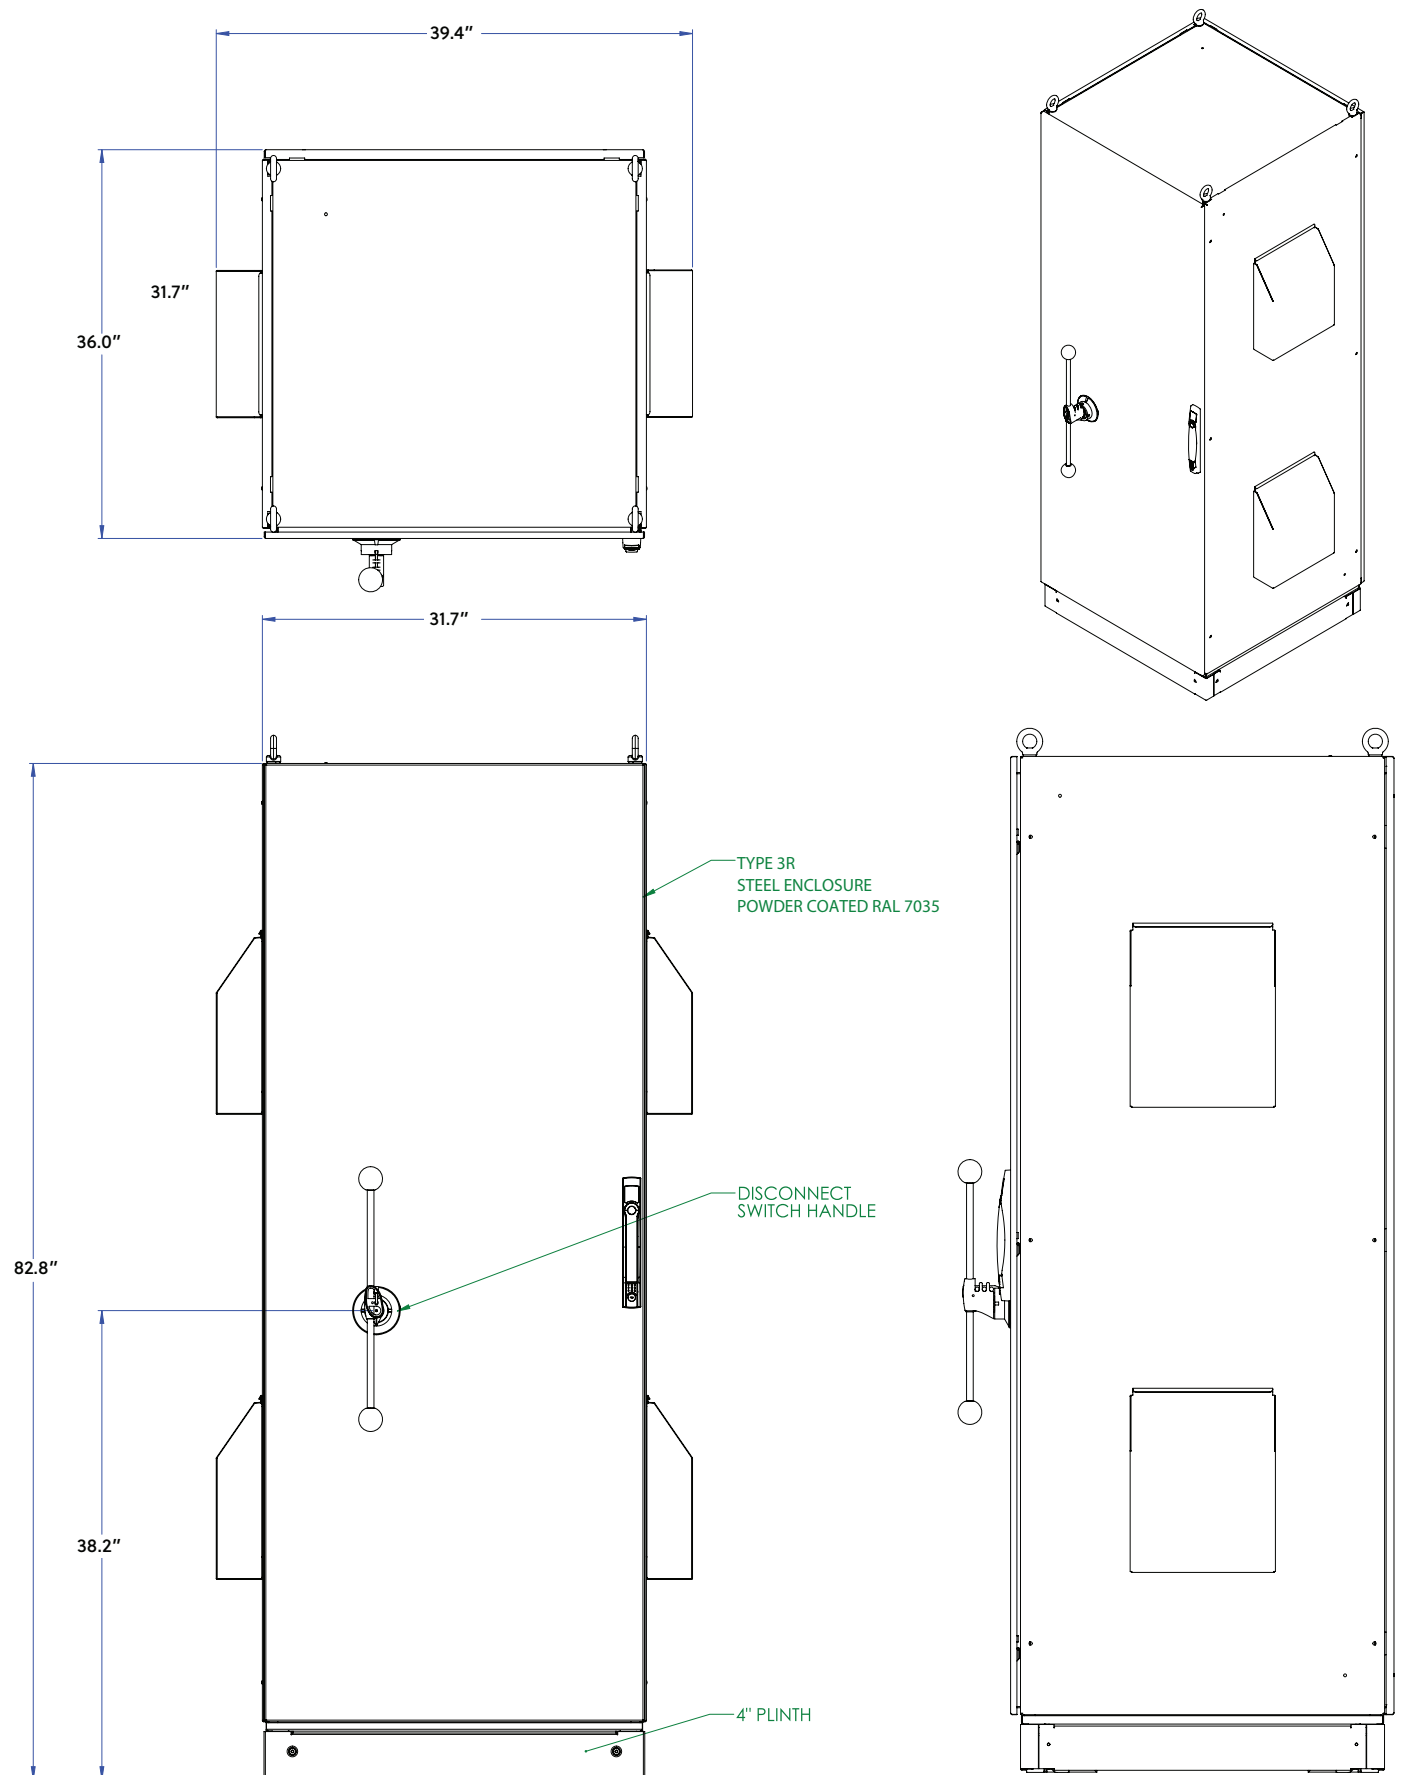 39.4"
31.7"
36.0"
31.7"
TYPE 3R
STEEL ENCLOSURE
POWDER COATED RAL 7035
DISCONNECT
SWITCH HANDLE
82.8"
38.2"
4" PLINTH